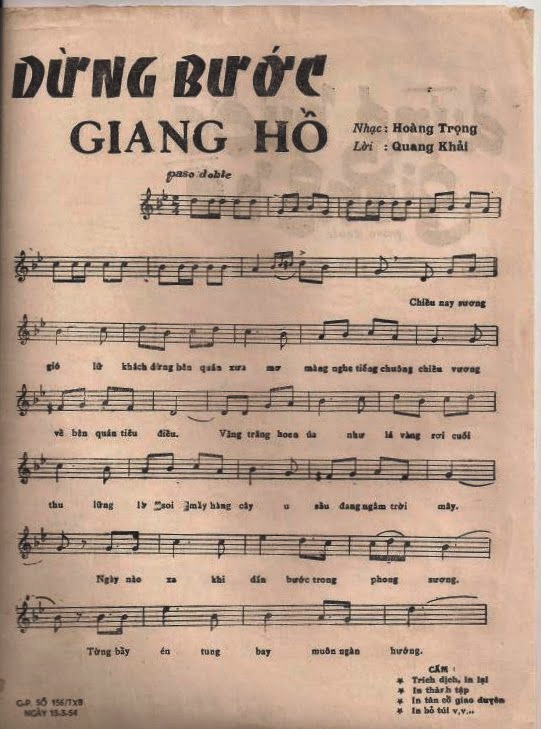 DỪNG BƯỚC
GIANG HỒ
Nhạc : Hoàng Trọng
Lời : Quang Khải
paso doble
Chiều nay sương
gió lữ khách dừng bên quán xưa mơ màng nghe tiếng chuông chiều vương
về bên quán tiêu điều. Vàng trăng hoen úa như lá vàng rơi cuối
thu lững lờ soi mấy hàng cây u sầu đang ngắm trời mây.
Ngày nào xa khi dấn bước trong phong sương.
Từng bầy én tung bay muôn ngàn hướng.
CẤM :
* Trích dịch, in lại
* In thành tập
* In tân cổ giao duyên
* In bỏ túi v.v...
G.P. SỐ 156/TXB
NGÀY 15-3-54